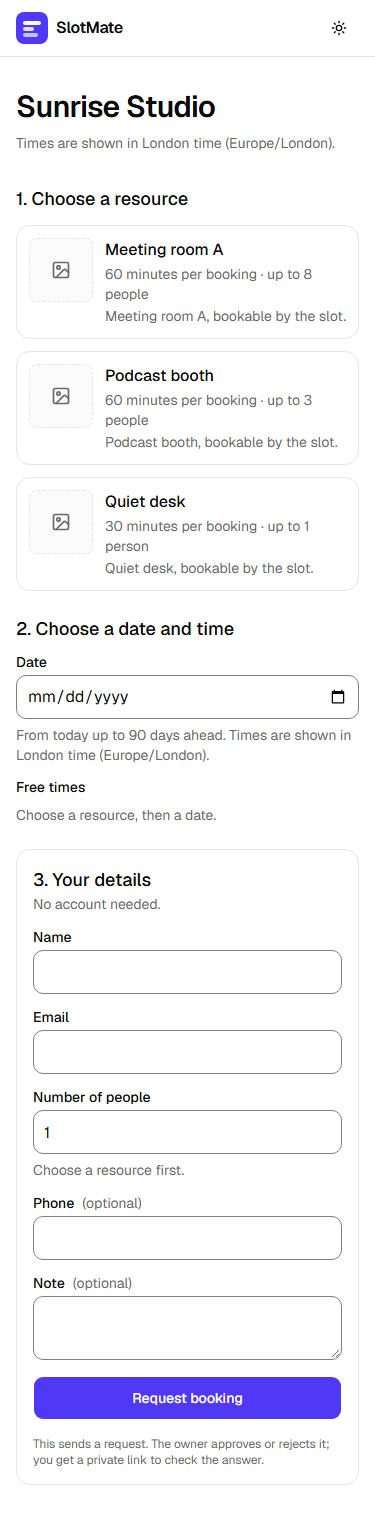 SlotMate
Sunrise Studio
Times are shown in London time (Europe/London).
1. Choose a resource
Meeting room A
60 minutes per booking · up to 8
people
Meeting room A, bookable by the slot.
Podcast booth
60 minutes per booking · up to 3
people
Podcast booth, bookable by the slot.
Quiet desk
30 minutes per booking · up to 1
person
Quiet desk, bookable by the slot.
2. Choose a date and time
Date
mm/dd/yyyy
From today up to 90 days ahead. Times are shown in
London time (Europe/London).
Free times
Choose a resource, then a date.
3. Your details
No account needed.
Name
Email
Number of people
1
Choose a resource first.
Phone (optional)
Note (optional)
Request booking
This sends a request. The owner approves or rejects it;
you get a private link to check the answer.